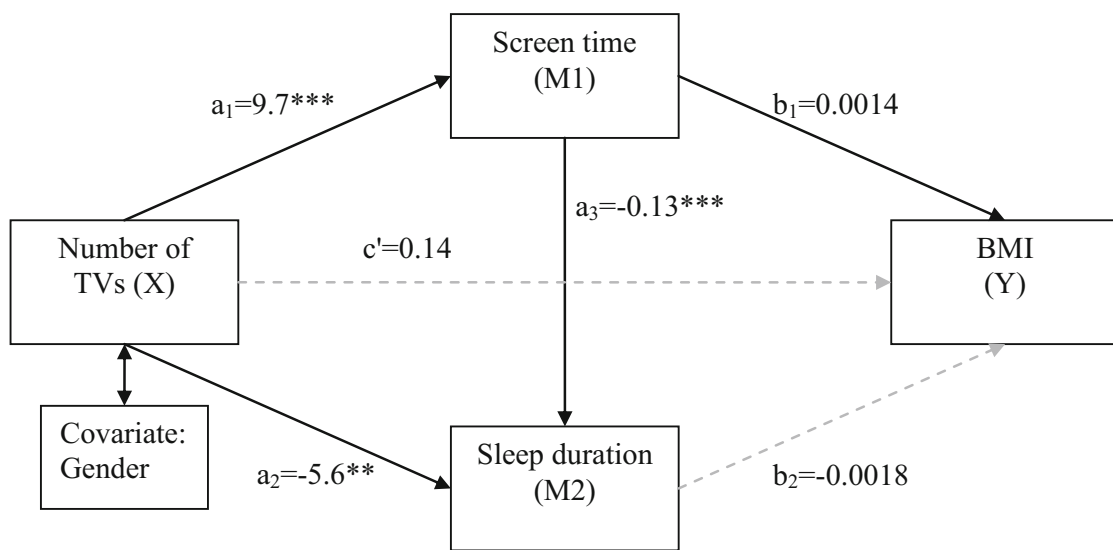 Screen time
(M1)
a₁=9.7***
b₁=0.0014
a₃=-0.13***
Number of
TVs (X)
c'=0.14
BMI
(Y)
Covariate:
Gender
a₂=-5.6**
Sleep duration
(M2)
b₂=-0.0018